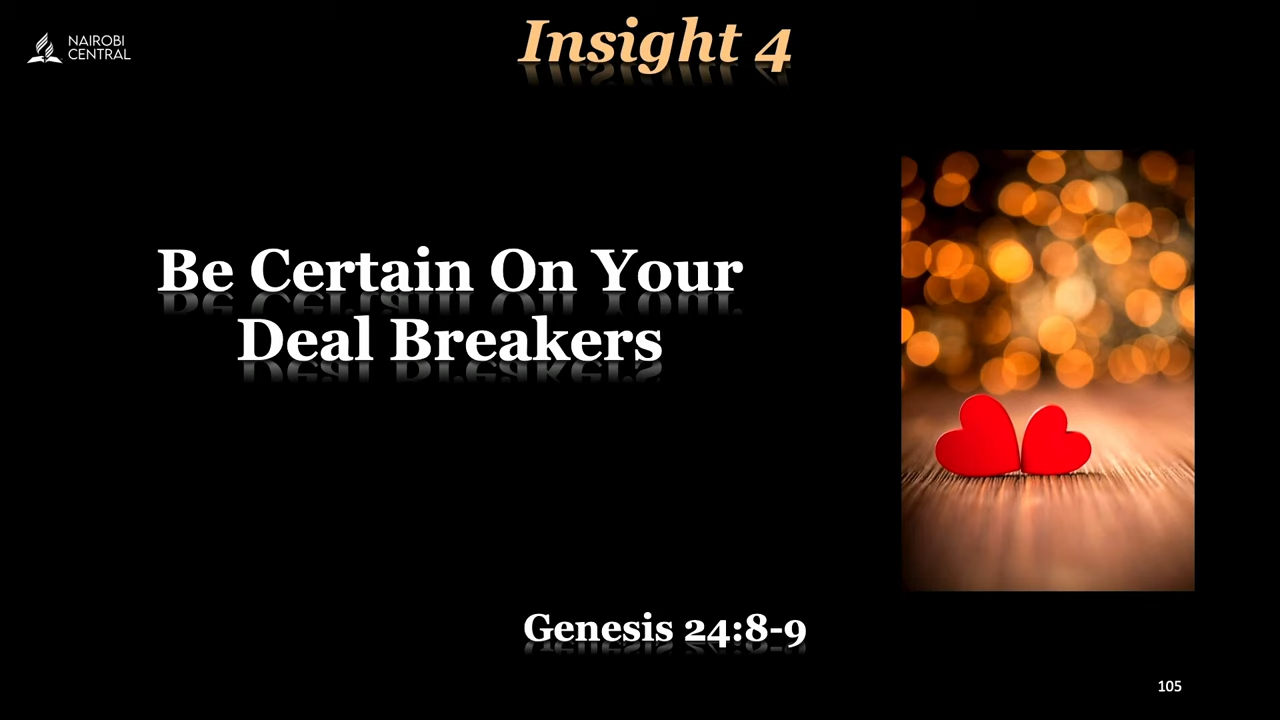 NAIROBI
CENTRAL
Insight 4
Be Certain On Your
Deal Breakers
Genesis 24:8-9
105